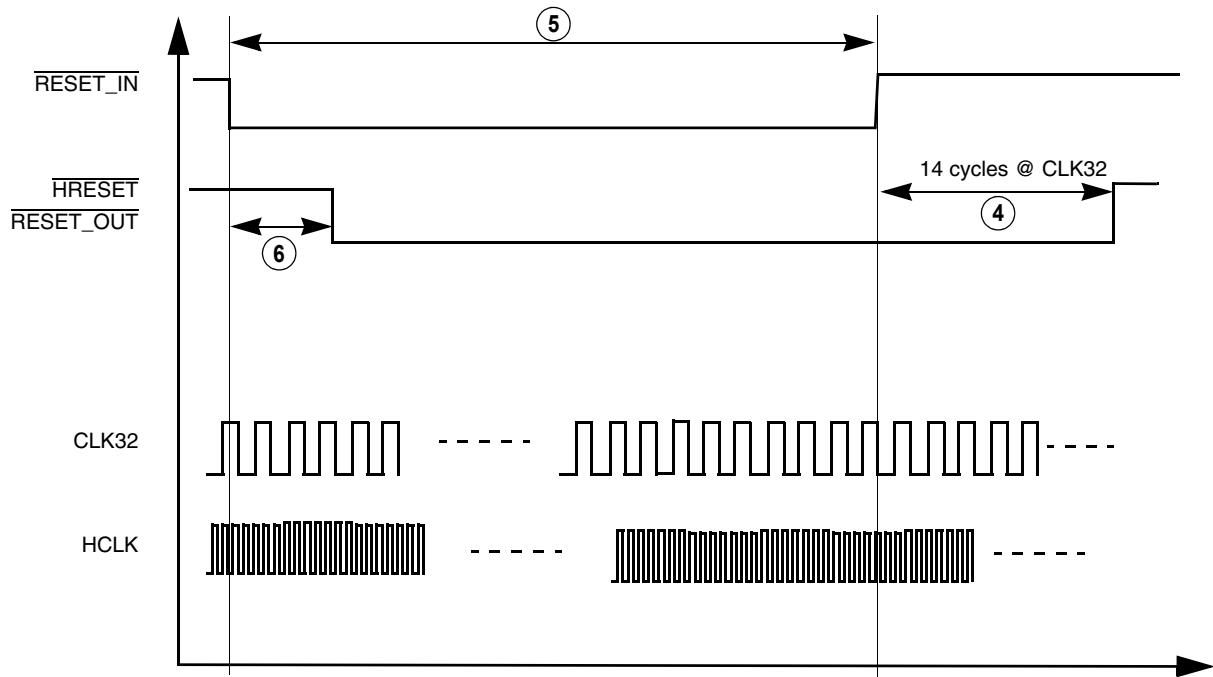 5
RESET_IN
14 cycles @ CLK32
HRESET
RESET_OUT
4
6
CLK32
HCLK